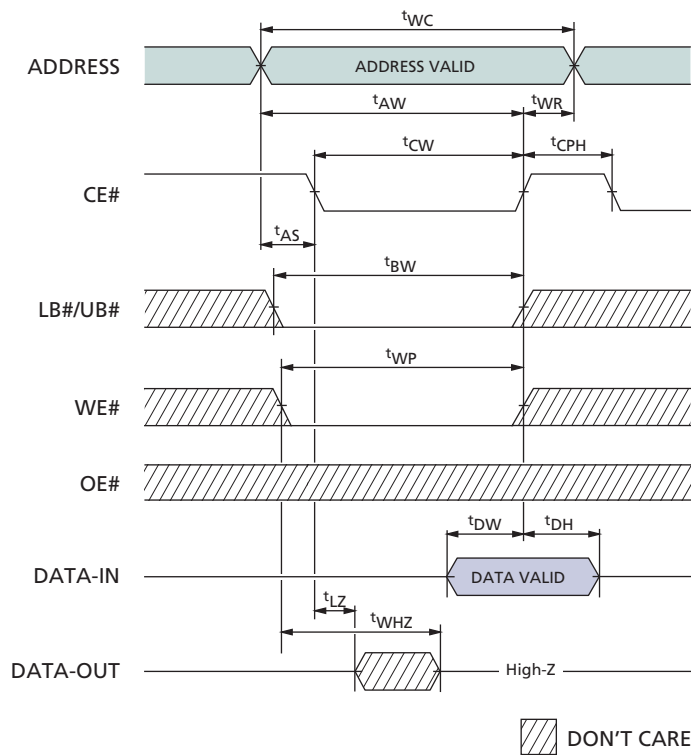 tWC
ADDRESS
ADDRESS VALID
tAW
tWR
tCW
tCPH
CE#
tAS
tBW
LB#/UB#
tWP
WE#
OE#
tDW
tDH
DATA-IN
DATA VALID
tLZ
tWHZ
DATA-OUT
High-Z
DON'T CARE